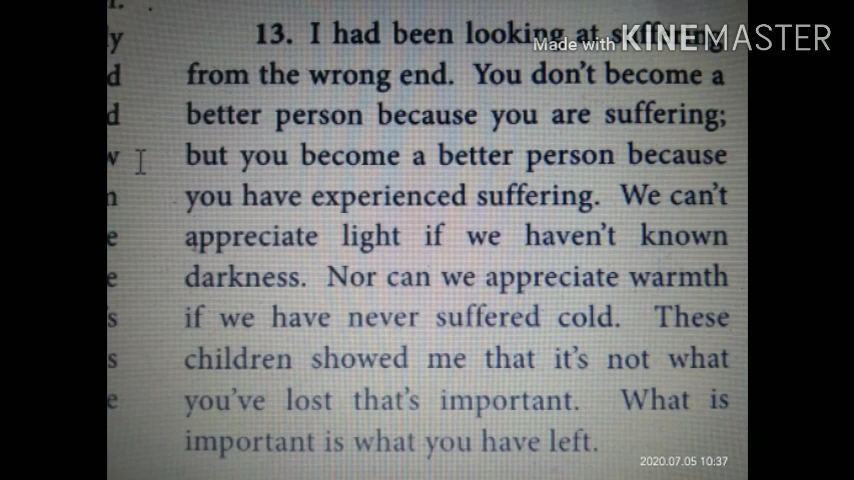 13. I had been looking at suffering
Made with KINEMASTER
from the wrong end. You don't become a
better person because you are suffering;
but you become a better person because
you have experienced suffering. We can't
appreciate light if we haven't known
darkness. Nor can we appreciate warmth
if we have never suffered cold. These
children showed me that it's not what
you've lost that's important. What is
important is what you have left.
2020.07.05 10:37